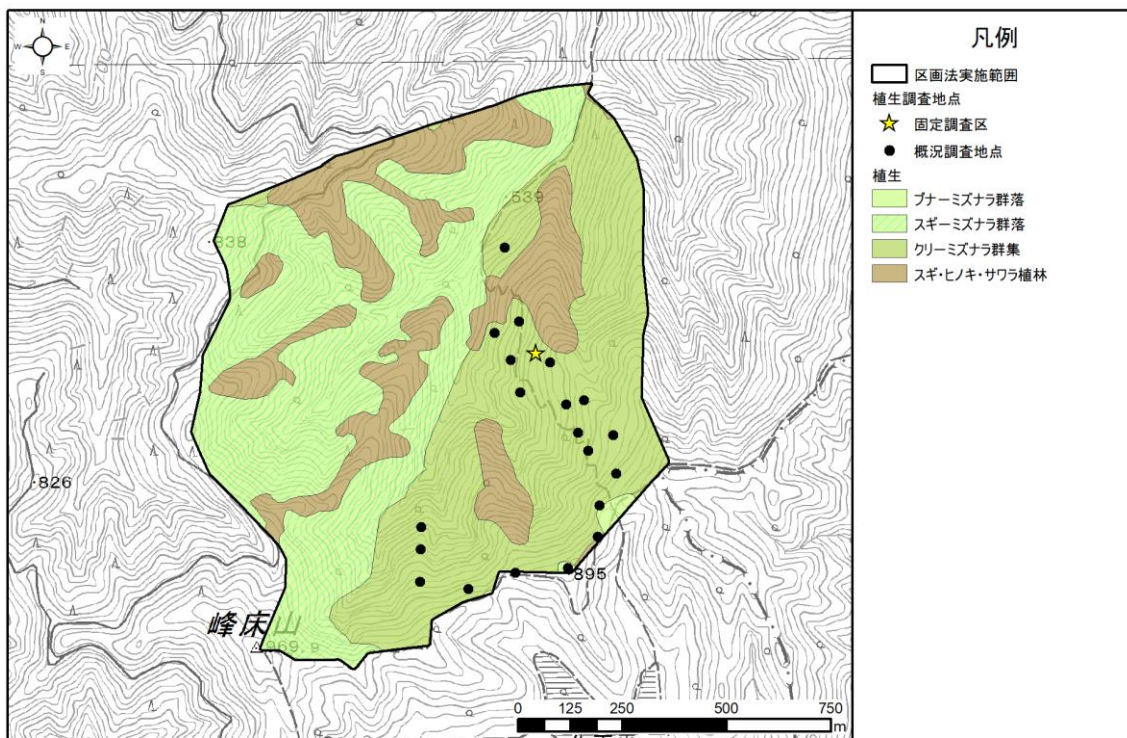 N
W E
S
700
539
838
826
895
峰床山
969.9
0 125 250 500 750
m
凡例
区画法実施範囲
植生調査地点
固定調査区
概況調査地点
植生
ブナーミズナラ群落
スギーミズナラ群落
クリーミズナラ群集
スギ・ヒノキ・サワラ植林